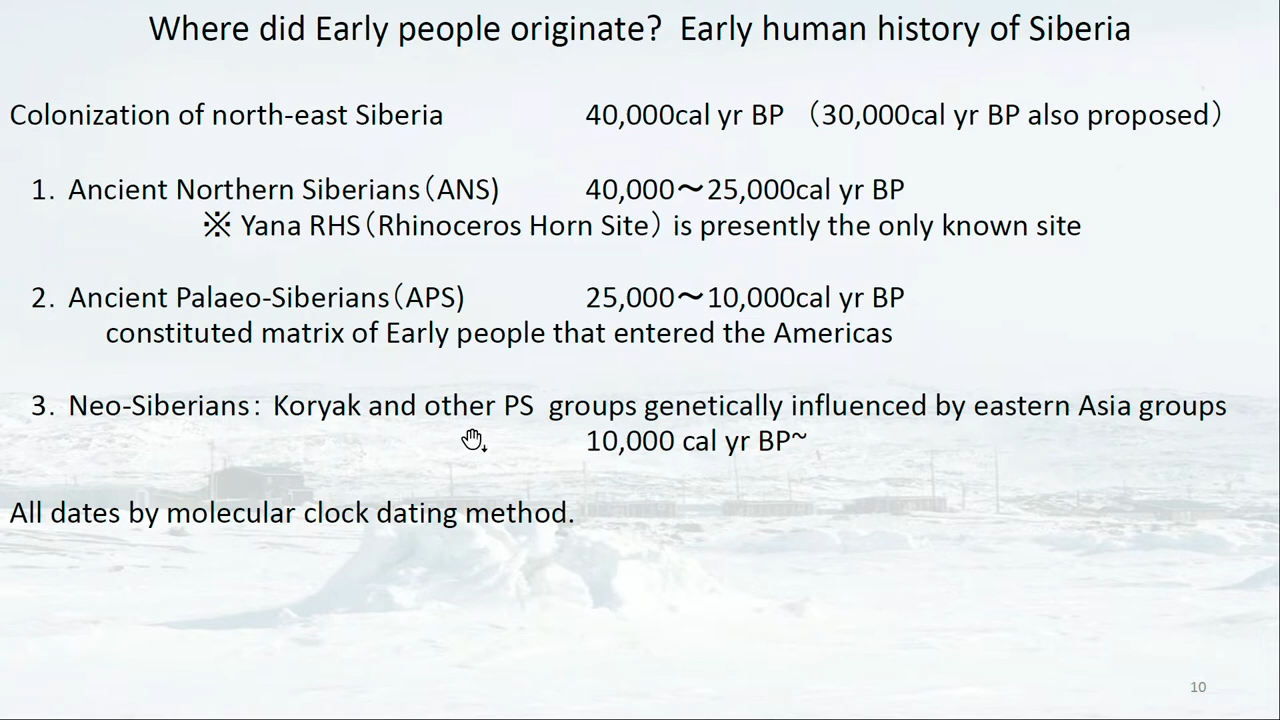 Where did Early people originate?  Early human history of Siberia
Colonization of north-east Siberia 40,000cal yr BP （30,000cal yr BP also proposed）
1. Ancient Northern Siberians（ANS) 40,000～25,000cal yr BP
※ Yana RHS（Rhinoceros Horn Site）is presently the only known site
2. Ancient Palaeo-Siberians（APS) 25,000～10,000cal yr BP
constituted matrix of Early people that entered the Americas
3. Neo-Siberians： Koryak and other PS  groups genetically influenced by eastern Asia groups
10,000 cal yr BP~
All dates by molecular clock dating method.
10